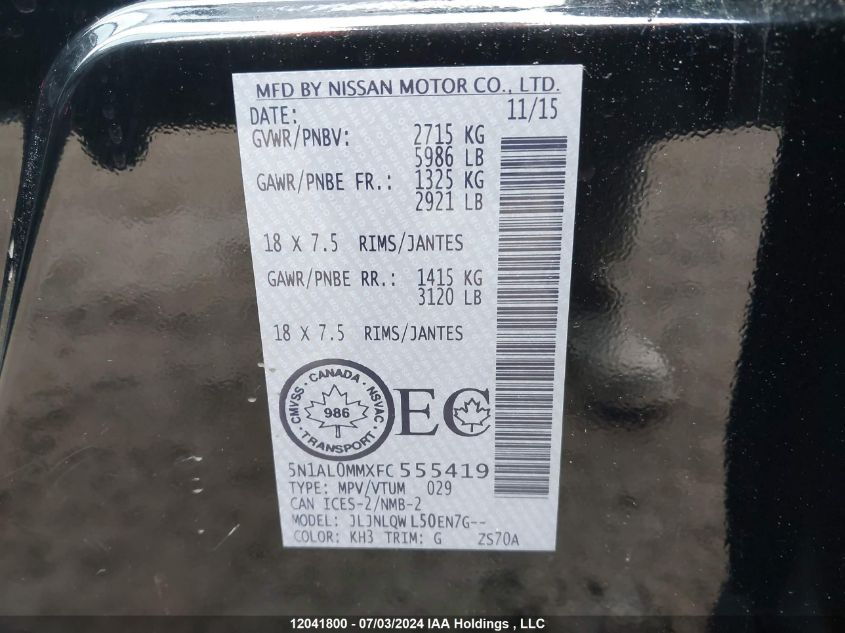 MFD BY NISSAN MOTOR CO., LTD.
DATE: 11/15
GVWR/PNBV: 2715 KG
5986 LB
GAWR/PNBE FR.: 1325 KG
2921 LB
18 X 7.5 RIMS/JANTES
GAWR/PNBE RR.: 1415 KG
3120 LB
18 X 7.5 RIMS/JANTES
CMVSS · CANADA · NSVAC
986
TRANSPORT
EC
5N1AL0MMXFC555419
TYPE: MPV/VTUM 029
CAN ICES-2/NMB-2
MODEL: JLJNLQWL50EN7G--
COLOR: KH3 TRIM: G ZS70A
12041800 - 07/03/2024 IAA Holdings , LLC